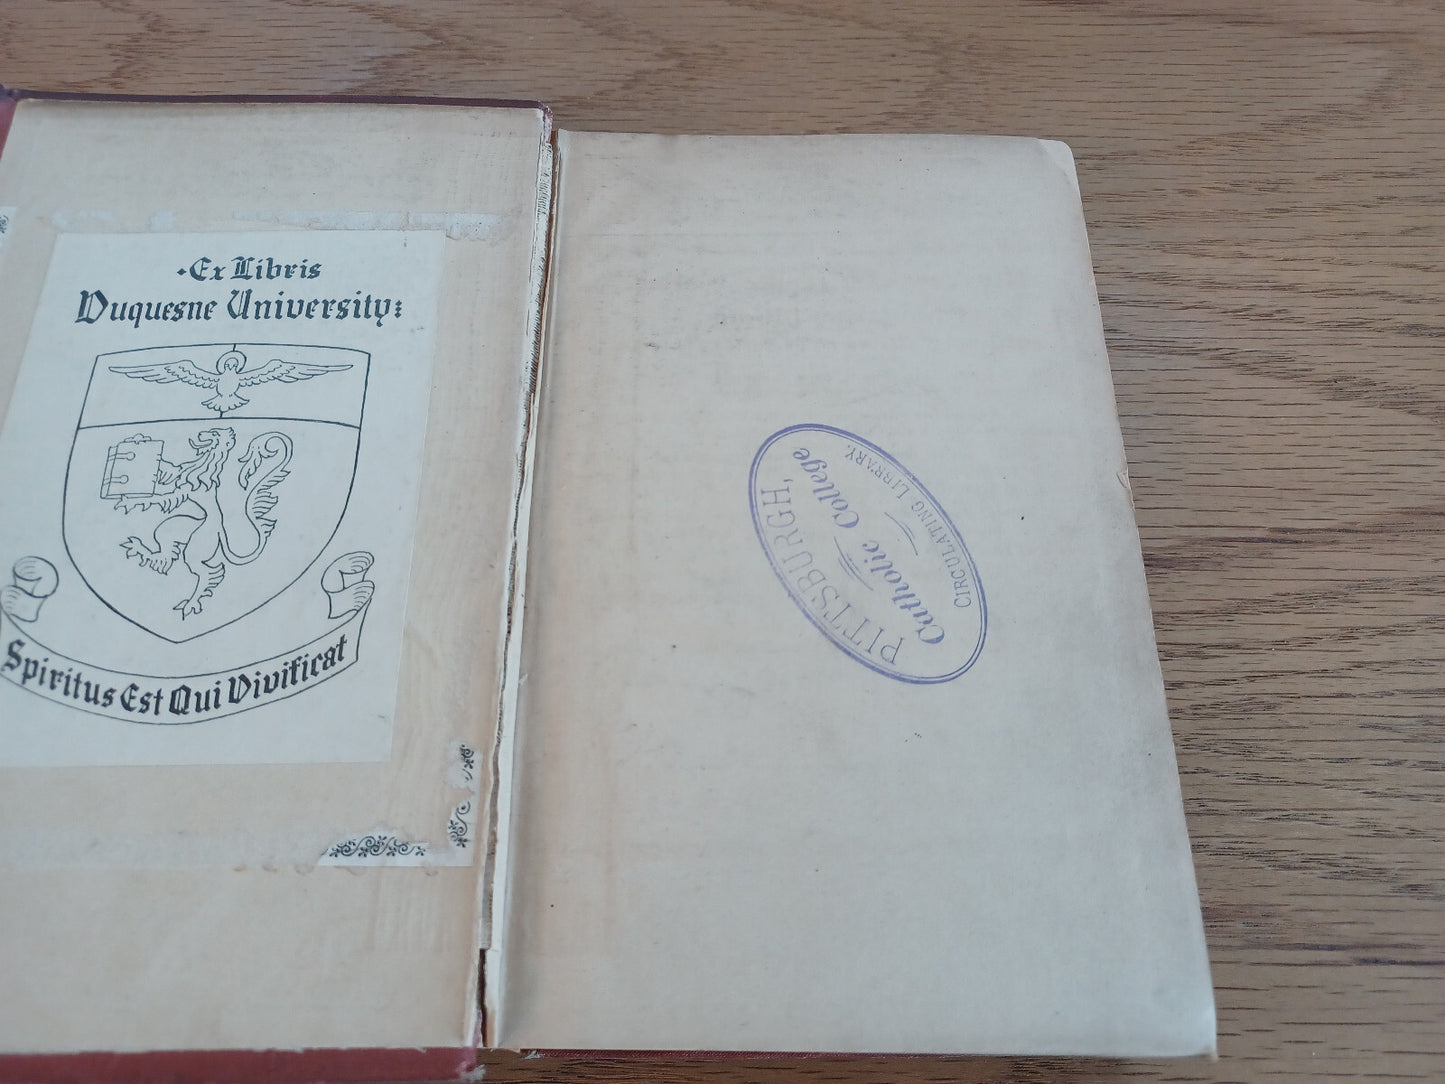 ·Ex Libris
Duquesne University:
Spiritus Est Qui Vivificat
PITTSBURGH,
Catholic College
CIRCULATING LIBRARY.